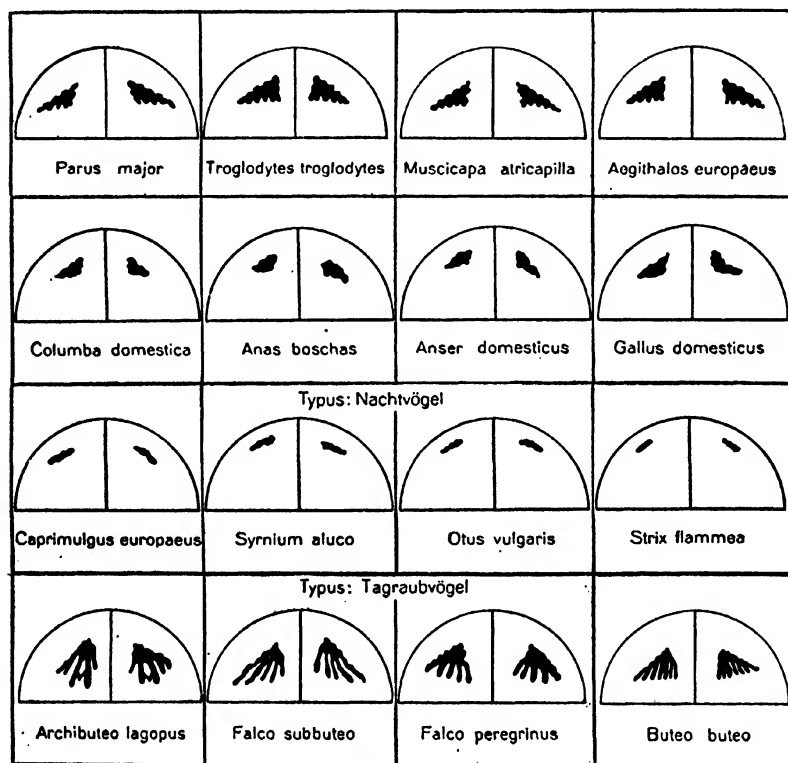 Parus major
Troglodytes troglodytes
Muscicapa atricapilla
Aegithalos europaeus
Columba domestica
Anas boschas
Anser domesticus
Gallus domesticus
Typus: Nachtvögel
Caprimulgus europaeus
Syrnium aluco
Otus vulgaris
Strix flammea
Typus: Tagraubvögel
Archibuteo lagopus
Falco subbuteo
Falco peregrinus
Buteo buteo